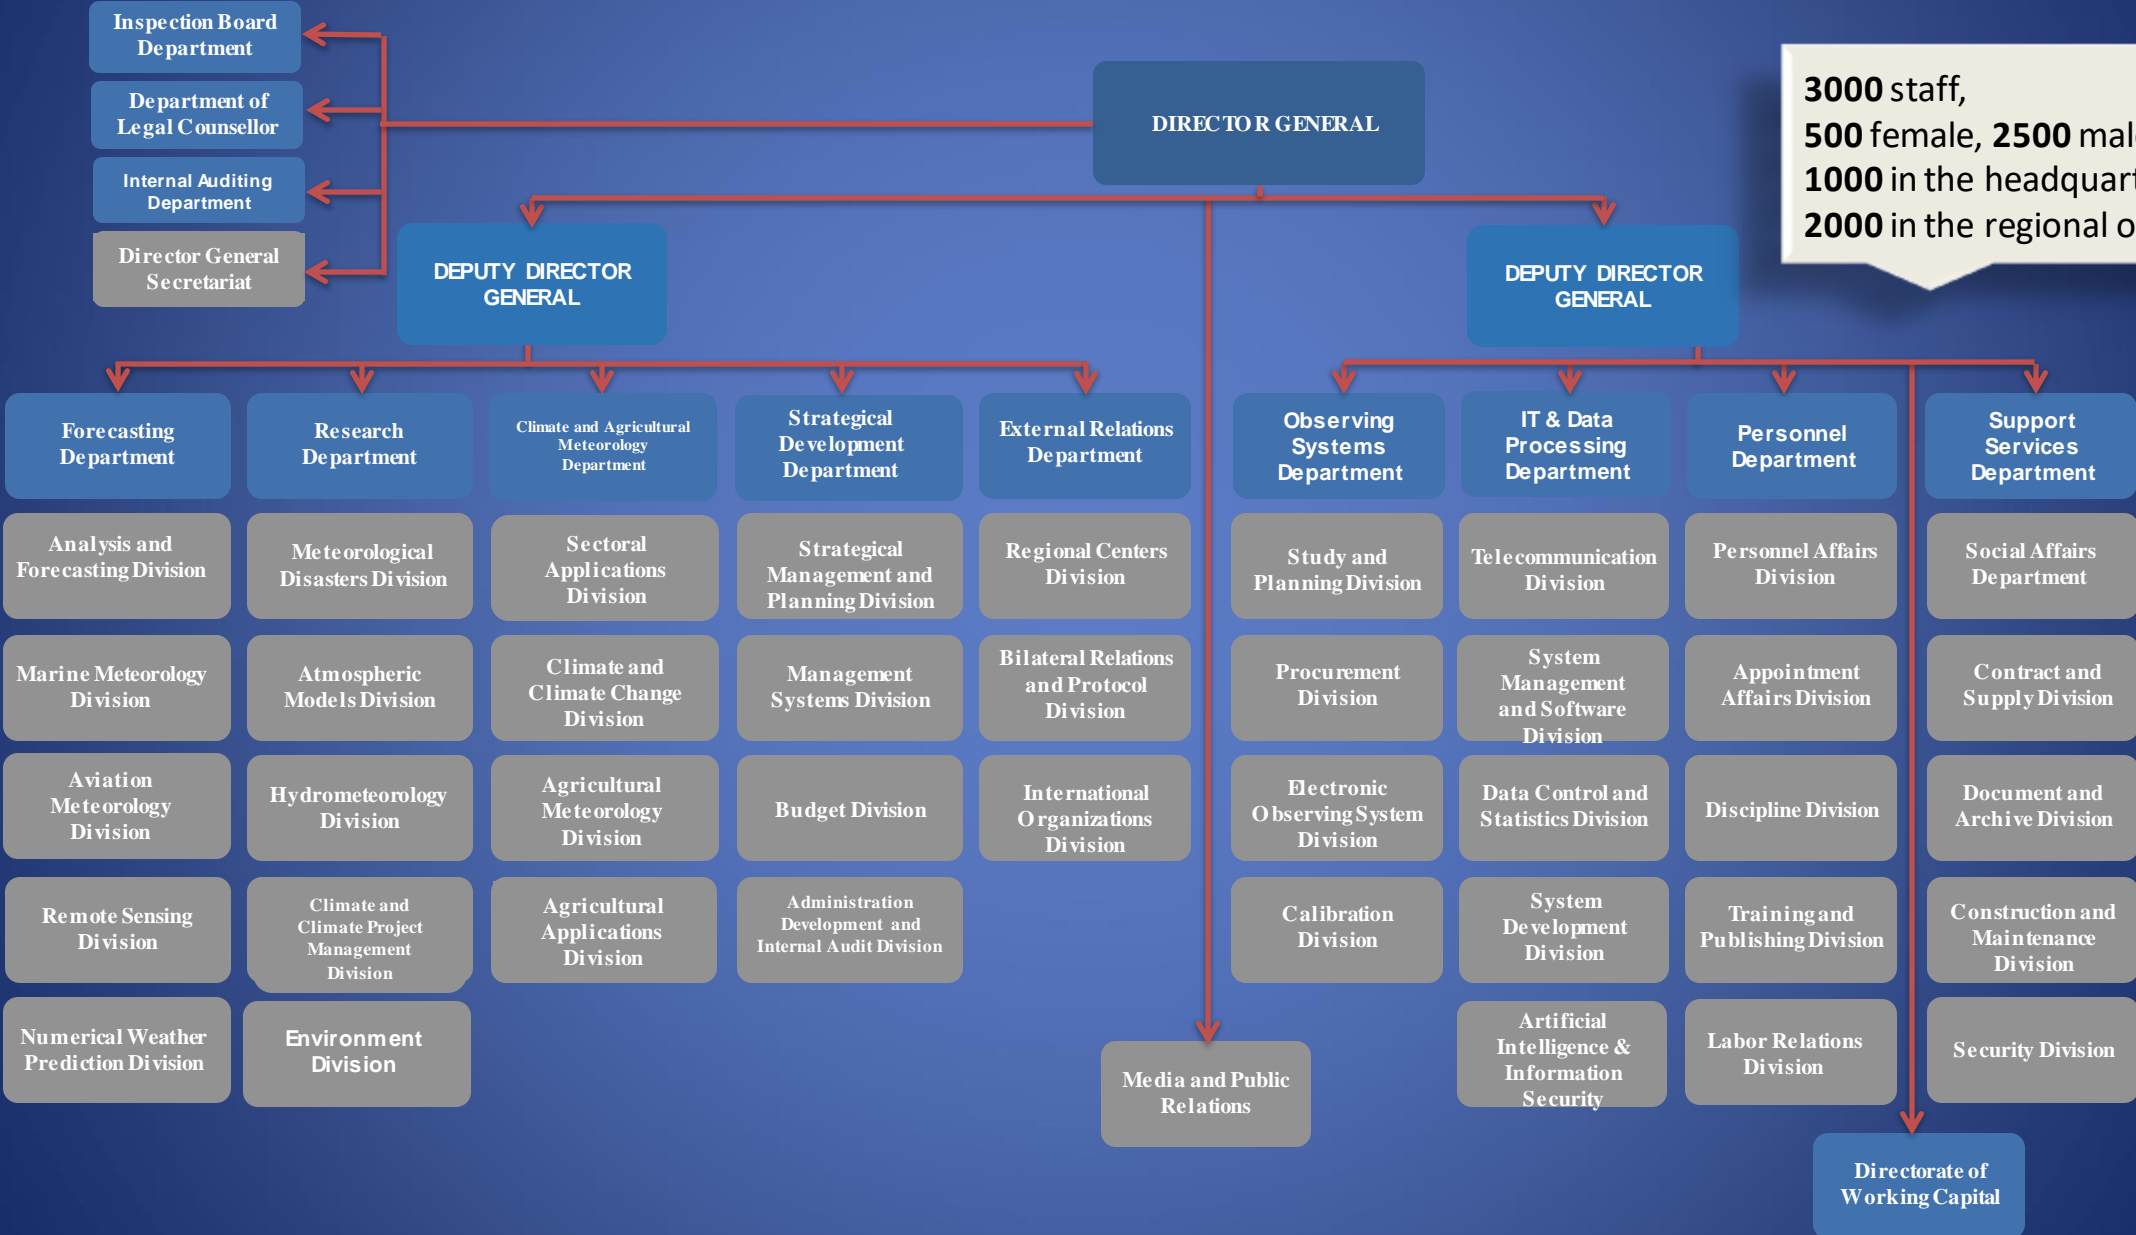 Inspection Board
Department
Department of
Legal Counsellor
Internal Auditing
Department
Director General
Secretariat
DIRECTOR GENERAL
3000 staff,
500 female, 2500
1000 in the
2000 in the regional
DEPUTY DIRECTOR
GENERAL
DEPUTY DIRECTOR
GENERAL
Forecasting
Department
Research
Department
Climate and Agricultural
Meteorology
Department
Strategical
Development
Department
External Relations
Department
Observing
Systems
Department
IT & Data
Processing
Department
Personnel
Department
Support
Services
Department
Analysis and
Forecasting Division
Meteorological
Disasters Division
Sectoral
Applications
Division
Strategical
Management and
Planning Division
Regional Centers
Division
Study and
Planning Division
Telecommunication
Division
Personnel Affairs
Division
Social Affairs
Department
Marine Meteorology
Division
Atmospheric
Models Division
Climate and
Climate Change
Division
Management
Systems Division
Bilateral Relations
and Protocol
Division
Procurement
Division
System
Management
and Software
Division
Appointment
Affairs Division
Contract and
Supply Division
Aviation
Meteorology
Division
Hydrometeorology
Division
Agricultural
Meteorology
Division
Budget Division
International
Organizations
Division
Electronic
Observing System
Division
Data Control and
Statistics Division
Discipline Division
Document and
Archive Division
Remote Sensing
Division
Climate and
Climate Project
Management
Division
Agricultural
Applications
Division
Administration
Development and
Internal Audit Division
Calibration
Division
System
Development
Division
Training and
Publishing Division
Construction and
Maintenance
Division
Numerical Weather
Prediction Division
Environment
Division
Media and Public
Relations
Artificial
Intelligence &
Information
Security
Labor Relations
Division
Security Division
Directorate of
Working Capital